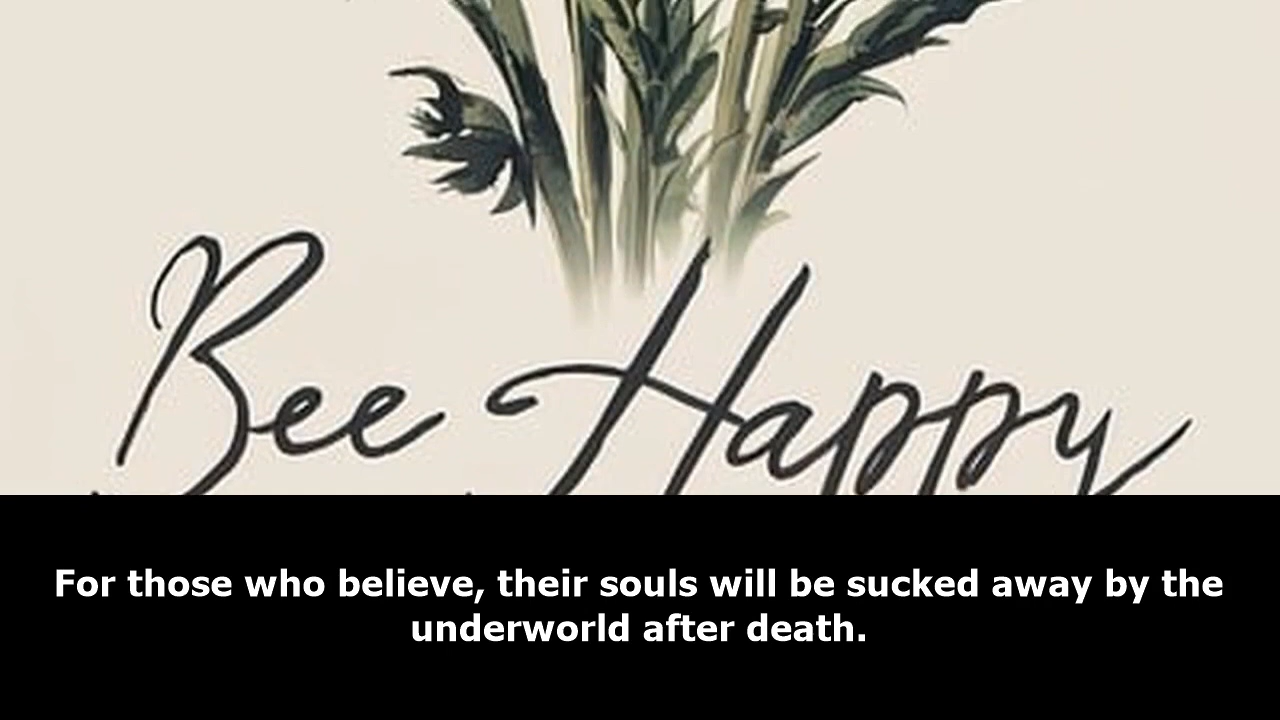 Bee Happy
For those who believe, their souls will be sucked away by the
underworld after death.